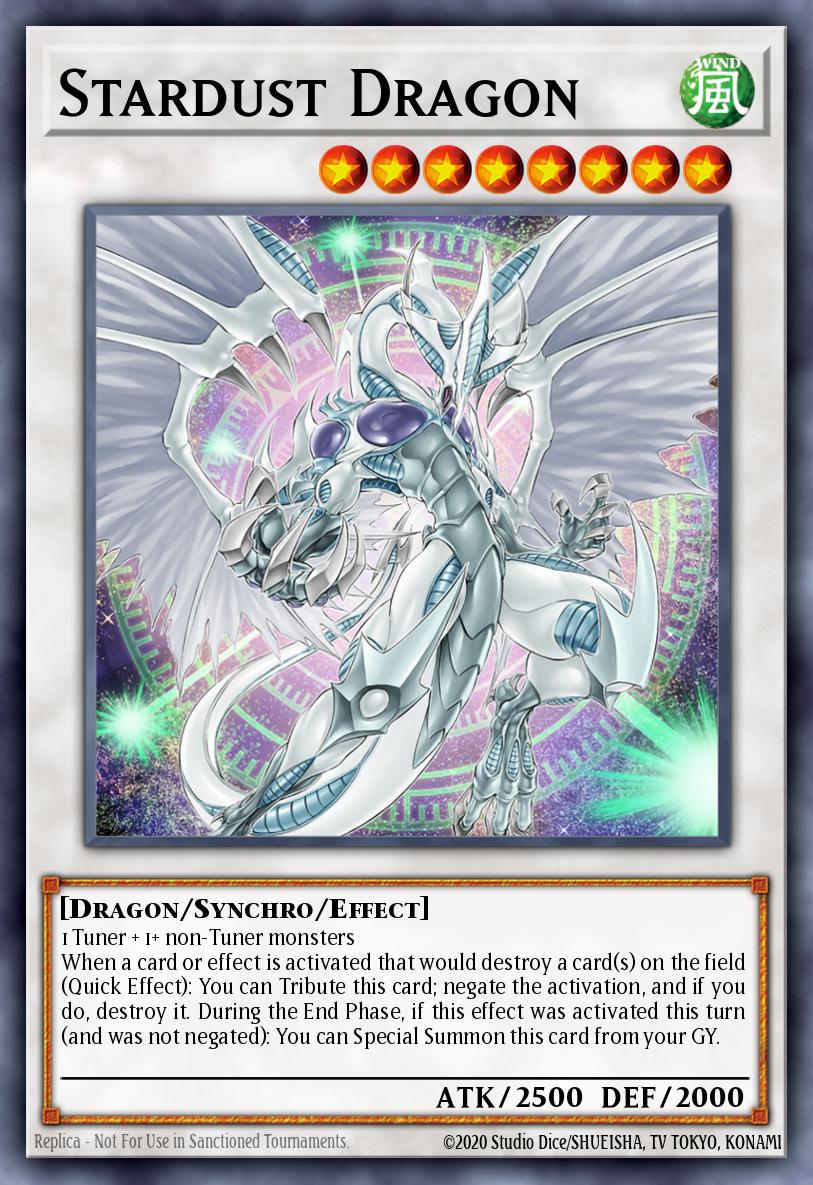 Stardust Dragon
WIND
風
[Dragon/Synchro/Effect]
1 Tuner + 1+ non-Tuner monsters
When a card or effect is activated that would destroy a card(s) on the field
(Quick Effect): You can Tribute this card; negate the activation, and if you
do, destroy it. During the End Phase, if this effect was activated this turn
(and was not negated): You can Special Summon this card from your GY.
ATK/2500 DEF/2000
Replica - Not For Use in Sanctioned Tournaments.
©2020 Studio Dice/SHUEISHA, TV TOKYO, KONAMI